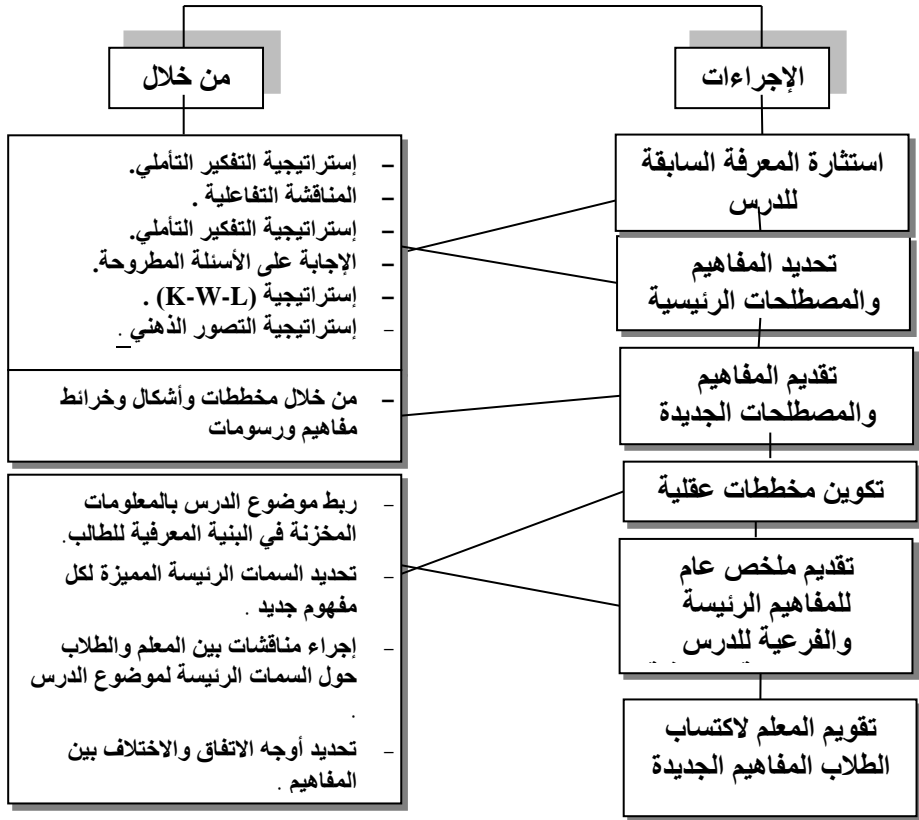 الإجراءات
استثارة المعرفة السابقة
للدرس
تحديد المفاهيم
والمصطلحات الرئيسية
تقديم المفاهيم
والمصطلحات الجديدة
تكوين مخططات عقلية
تقديم ملخص عام
للمفاهيم الرئيسة
والفرعية للدرس
تقويم المعلم لاكتساب
الطلاب المفاهيم الجديدة
من خلال
– إستراتيجية التفكير التأملي.
– المناقشة التفاعلية .
– إستراتيجية التفكير التأملي.
– الإجابة على الأسئلة المطروحة.
– إستراتيجية (K-W-L) .
– إستراتيجية التصور الذهني .
– من خلال مخططات وأشكال وخرائط
مفاهيم ورسومات
– ربط موضوع الدرس بالمعلومات
المخزنة في البنية المعرفية للطالب.
– تحديد السمات الرئيسة المميزة لكل
مفهوم جديد .
– إجراء مناقشات بين المعلم والطلاب
حول السمات الرئيسة لموضوع الدرس
.
– تحديد أوجه الاتفاق والاختلاف بين
المفاهيم .